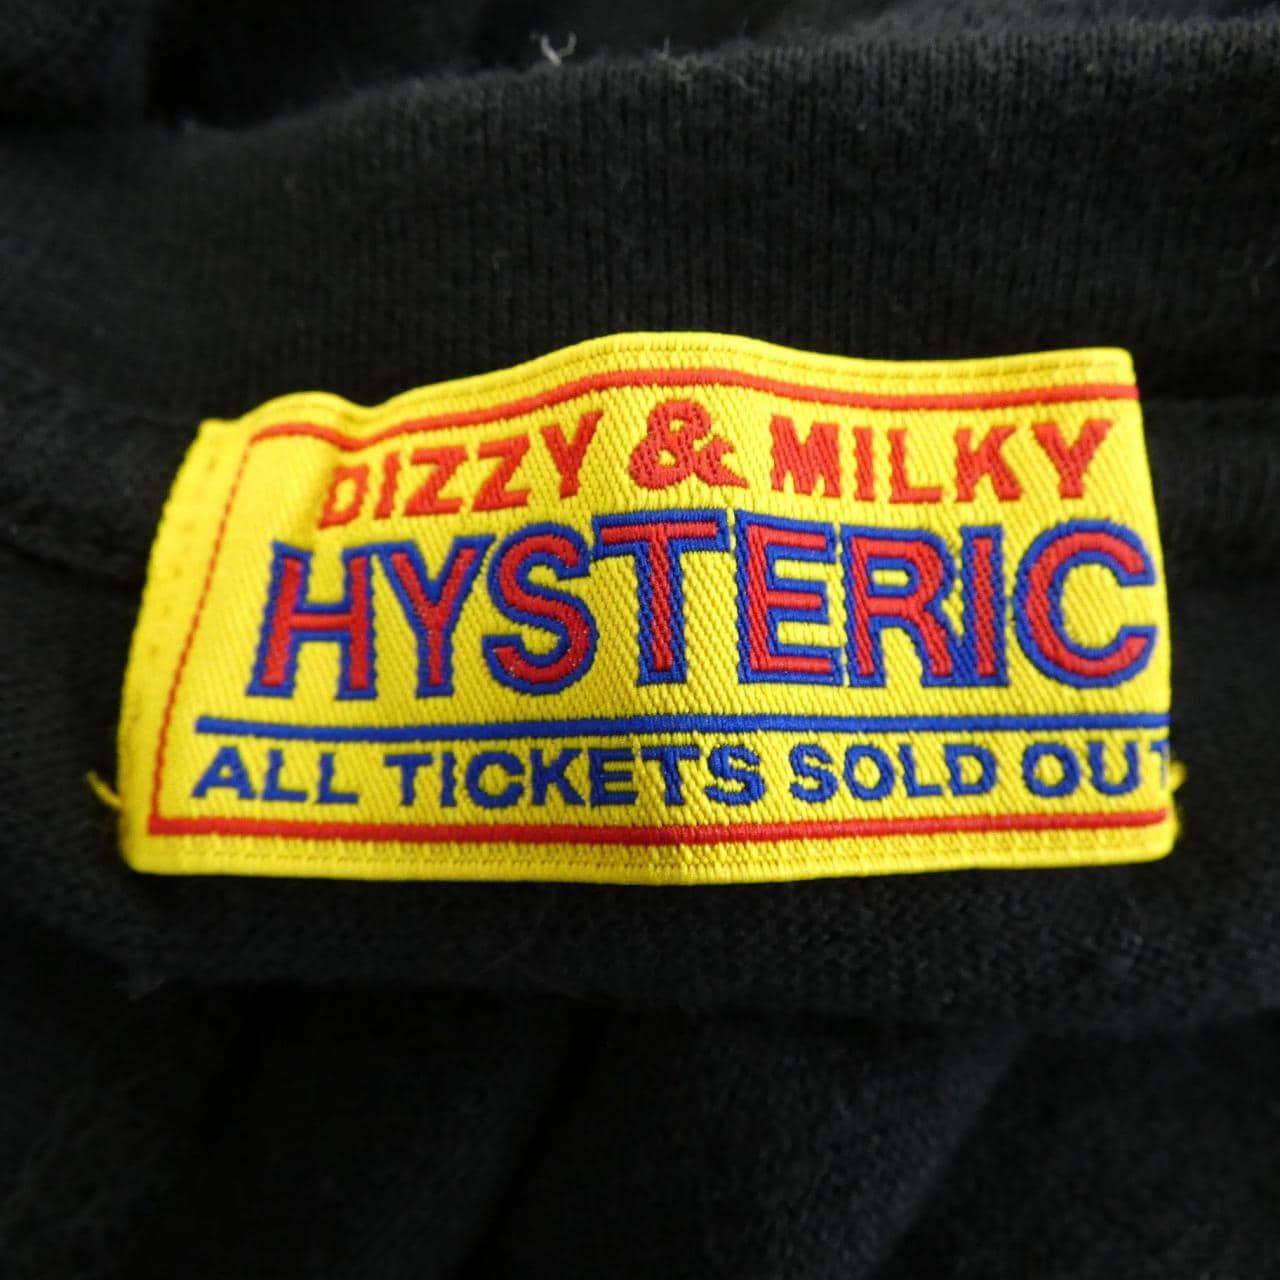 DIZZY & MILKY
HYSTERIC
ALL TICKETS SOLD OUT